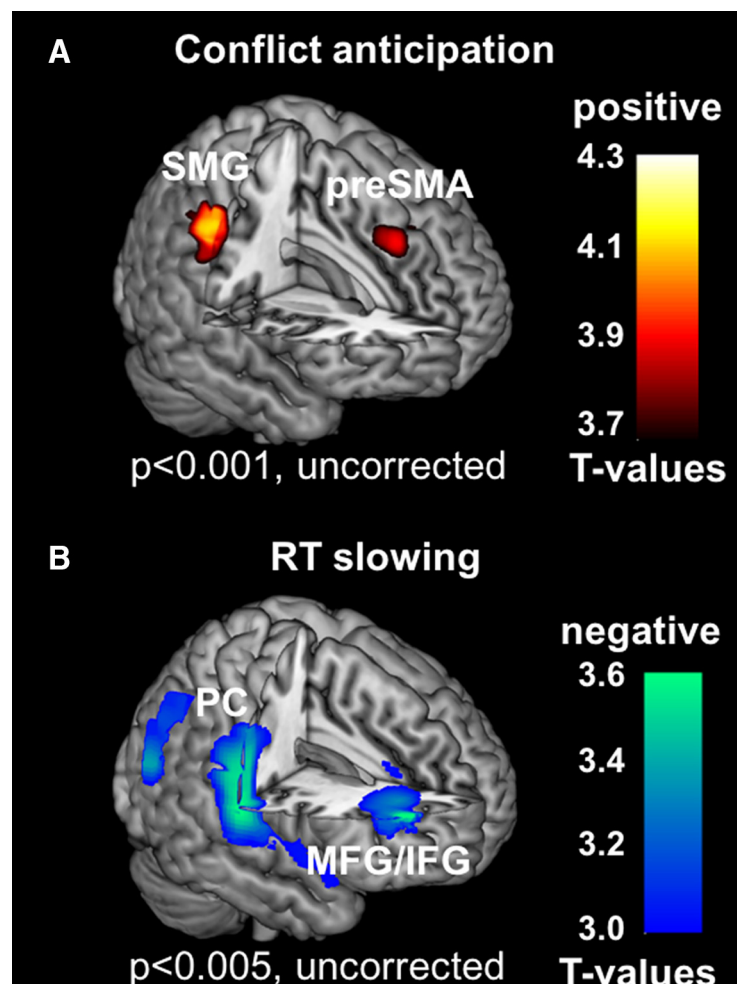 A
Conflict anticipation
positive
SMG
preSMA
4.3
4.1
3.9
3.7
p<0.001, uncorrected
T-values
B
RT slowing
negative
PC
MFG/IFG
3.6
3.4
3.2
3.0
p<0.005, uncorrected
T-values